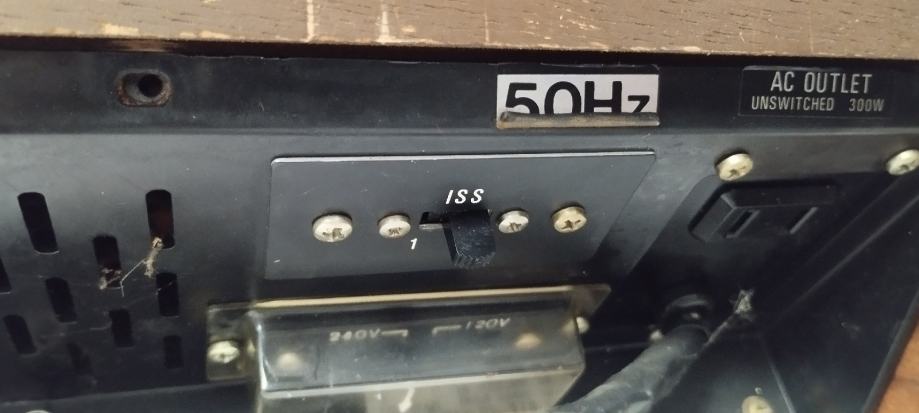 50Hz
AC OUTLET
UNSWITCHED 300W
ISS
1
240V
120V